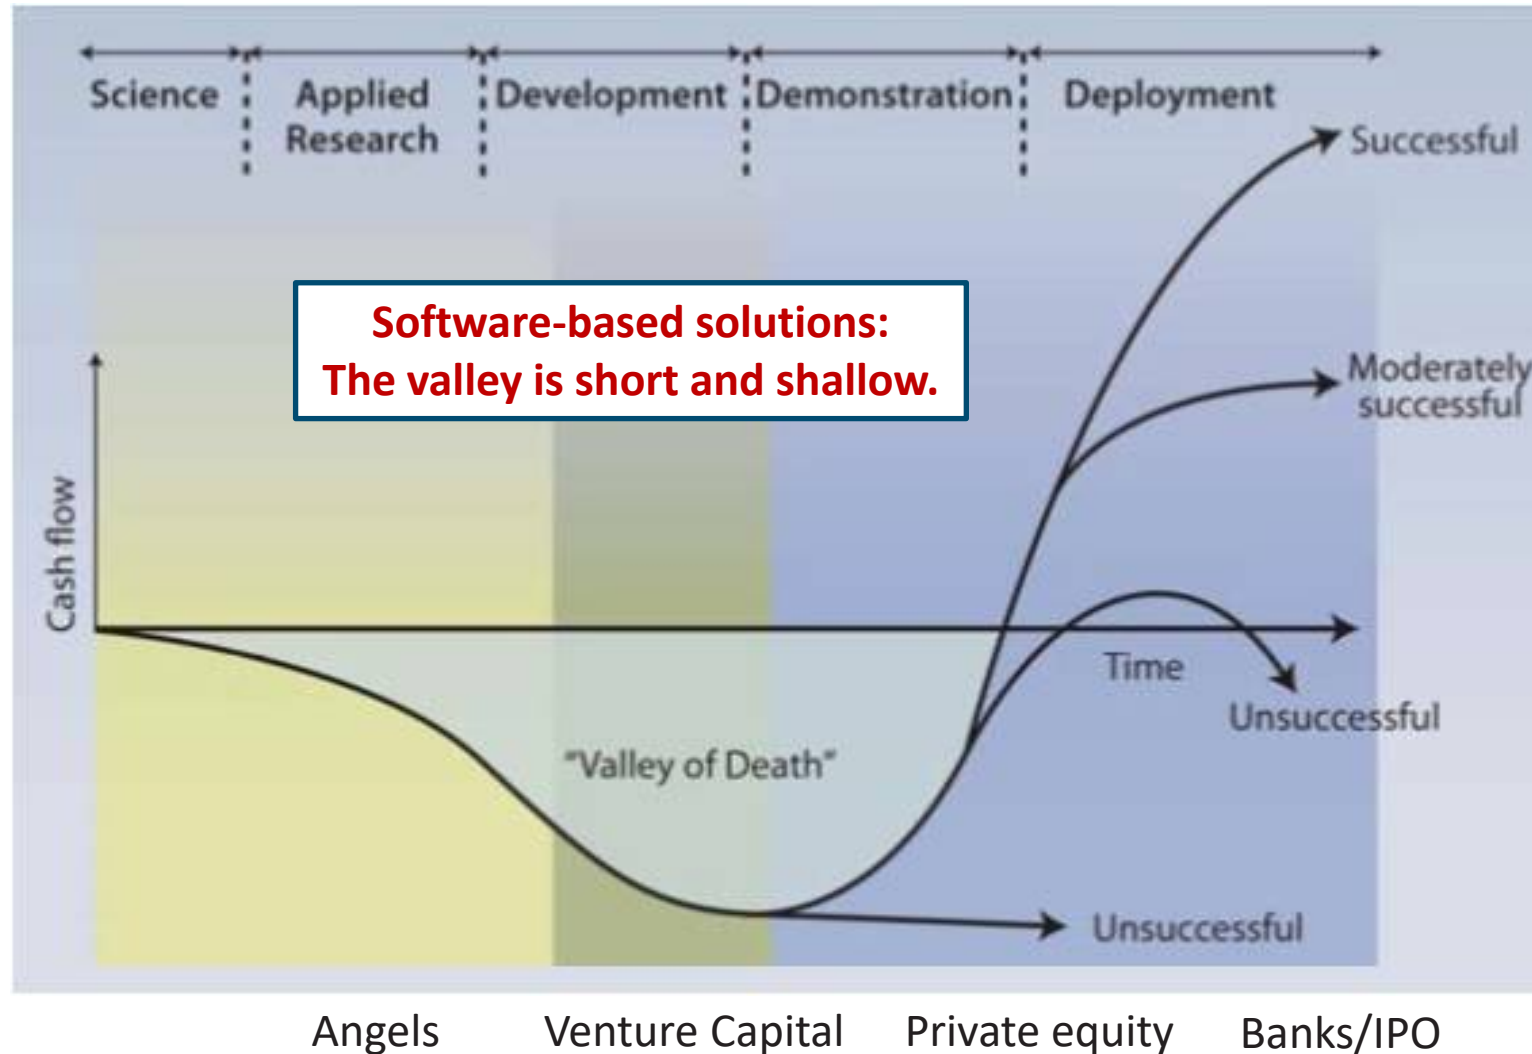 Science
Applied
Research
Development
Demonstration
Deployment
Successful
Software-based solutions:
The valley is short and shallow.
Moderately
successful
Cash flow
Time
Unsuccessful
"Valley of Death"
Unsuccessful
Angels
Venture Capital
Private equity
Banks/IPO